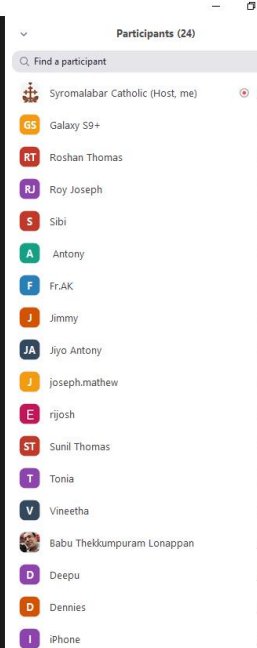 Participants (24)
Find a participant
Syromalabar Catholic (Host, me)
GS Galaxy S9+
RT Roshan Thomas
RJ Roy Joseph
S Sibi
A Antony
F Fr.AK
J Jimmy
JA Jiyo Antony
J joseph.mathew
E rijosh
ST Sunil Thomas
T Tonia
V Vineetha
Babu Thekkumpuram Lonappan
D Deepu
D Dennies
I iPhone